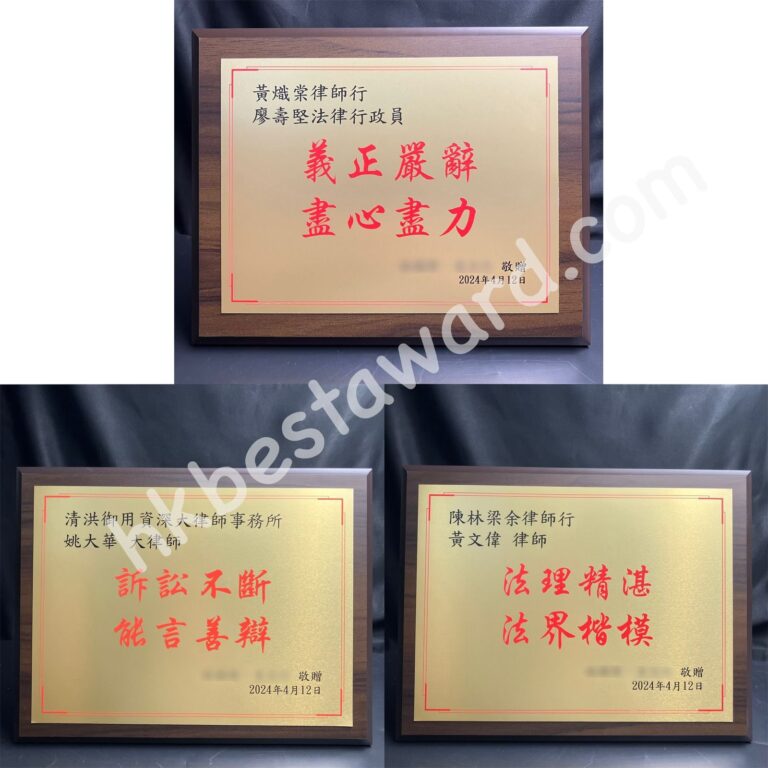 黃熾棠律師行
廖壽堅法律行政員
義正嚴辭
盡心盡力
敬贈
2024年4月12日
hkbestaward.com
清洪御用資深大律師事務所
姚大華 大律師
訴訟不斷
能言善辯
敬贈
2024年4月12日
陳林梁余律師行
黃文偉 律師
法理精湛
法界楷模
敬贈
2024年4月12日